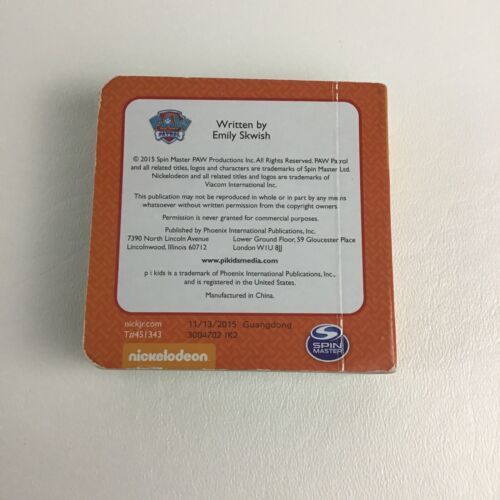 PAW
PATROL
Written by
Emily Skwish
© 2015 Spin Master PAW Productions Inc. All Rights Reserved. PAW Patrol
and all related titles, logos and characters are trademarks of Spin Master Ltd.
Nickelodeon and all related titles and logos are trademarks of
Viacom International Inc.
This publication may not be reproduced in whole or in part by any means
whatsoever without written permission from the copyright owners.
Permission is never granted for commercial purposes.
Published by Phoenix International Publications, Inc.
7390 North Lincoln Avenue Lower Ground Floor, 59 Gloucester Place
Lincolnwood, Illinois 60712 London W1U 8JJ
www.pikidsmedia.com
p i kids is a trademark of Phoenix International Publications, Inc.,
and is registered in the United States.
Manufactured in China.
nickjr.com 11/13/2015 Guangdong
T#451343 3004702 IK2
nickelodeon
SPIN
MASTER